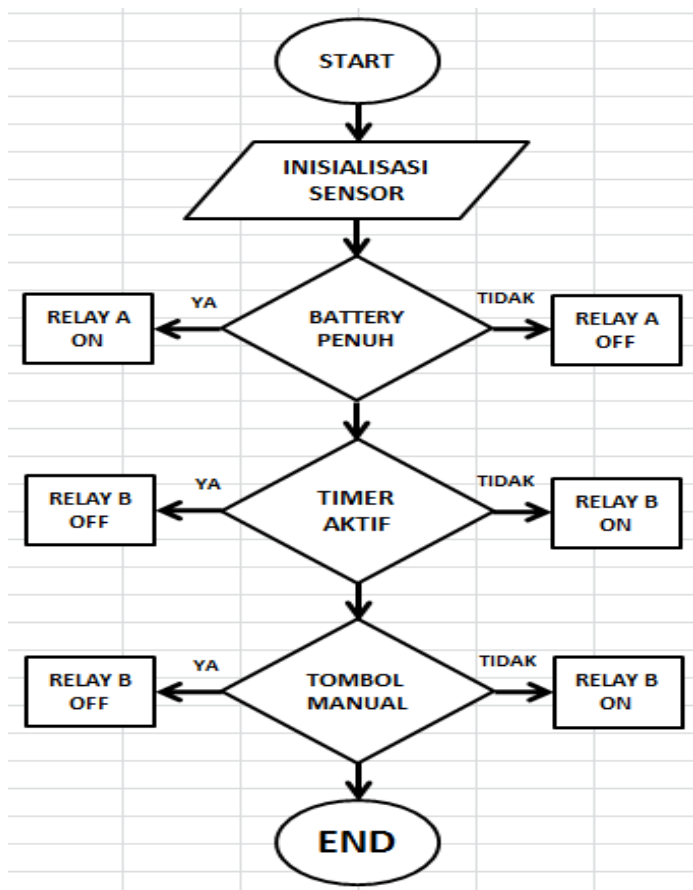 START
INISIALISASI
SENSOR
YA
TIDAK
RELAY A
ON
BATTERY
PENUH
RELAY A
OFF
YA
TIDAK
RELAY B
OFF
TIMER
AKTIF
RELAY B
ON
YA
TIDAK
RELAY B
OFF
TOMBOL
MANUAL
RELAY B
ON
END